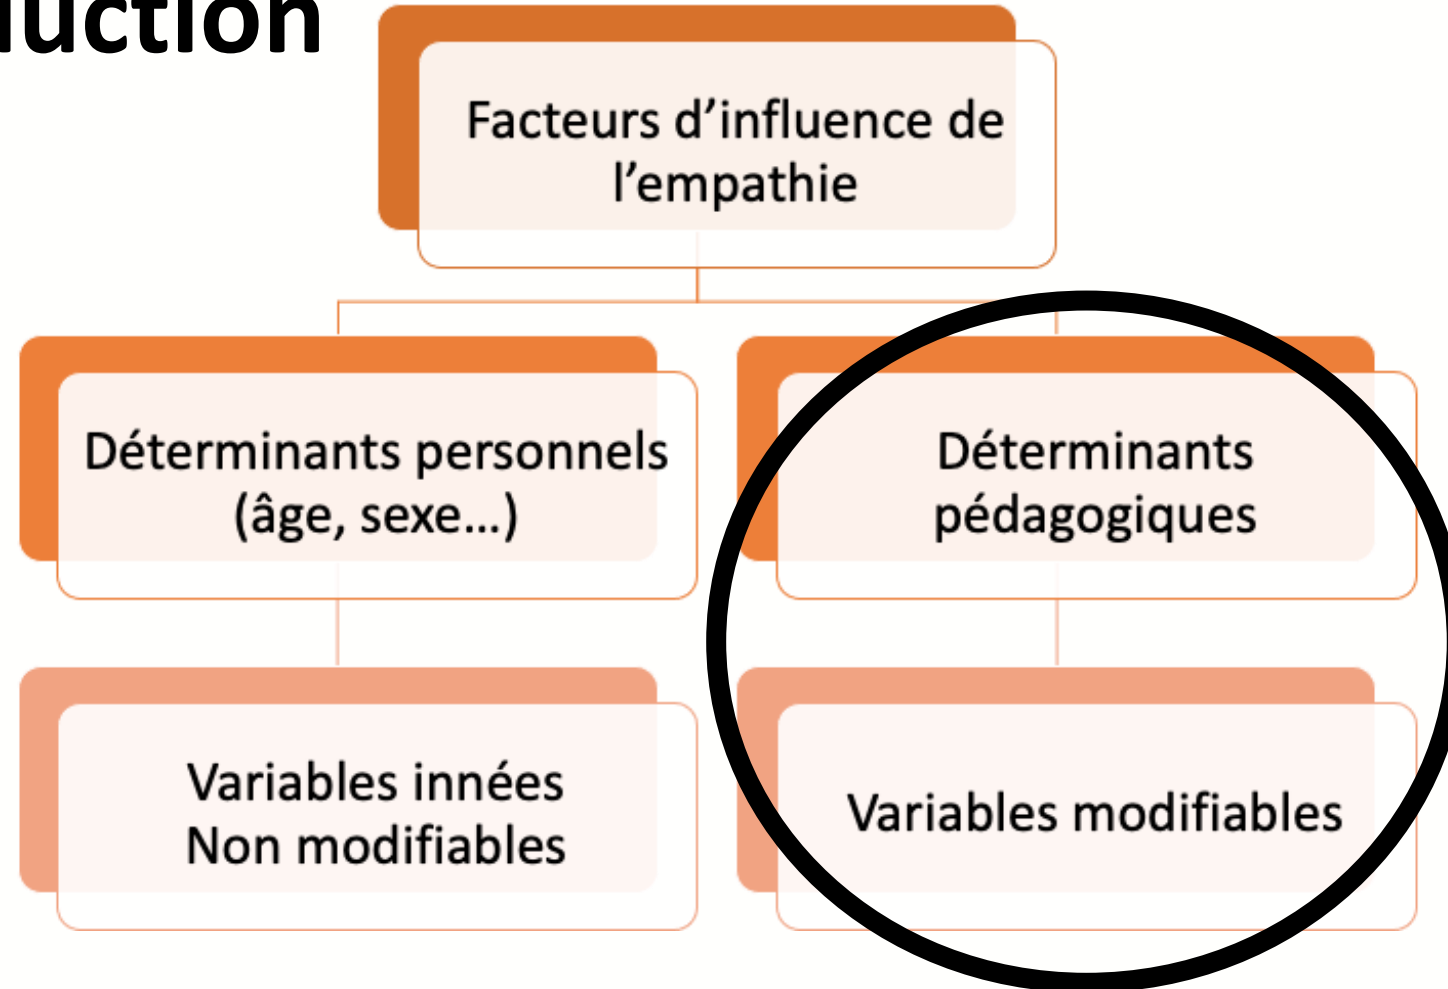 uction
Facteurs d’influence de
l’empathie
Déterminants personnels
(âge, sexe…)
Déterminants
pédagogiques
Variables innées
Non modifiables
Variables modifiables